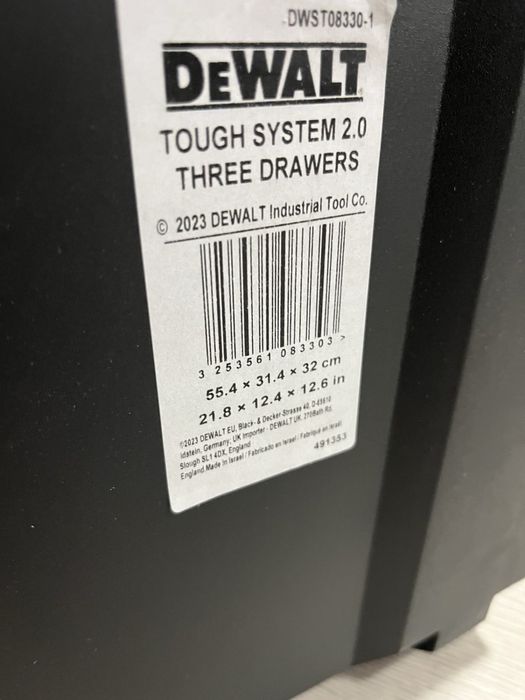 DWST08330-1
DEWALT
TOUGH SYSTEM 2.0
THREE DRAWERS
© 2023 DEWALT Industrial Tool Co.
3 253561 083303 >
55.4 × 31.4 × 32 cm
21.8 × 12.4 × 12.6 in
©2023 DEWALT EU, Black- & Decker-Strasse 40, D-65510
Idstein, Germany; UK Importer - DEWALT UK, 270Bath Rd,
Slough SL1 4DX, England
England.Made in Israel / Fabricado en Israel / Fabriqué en Israël
491353